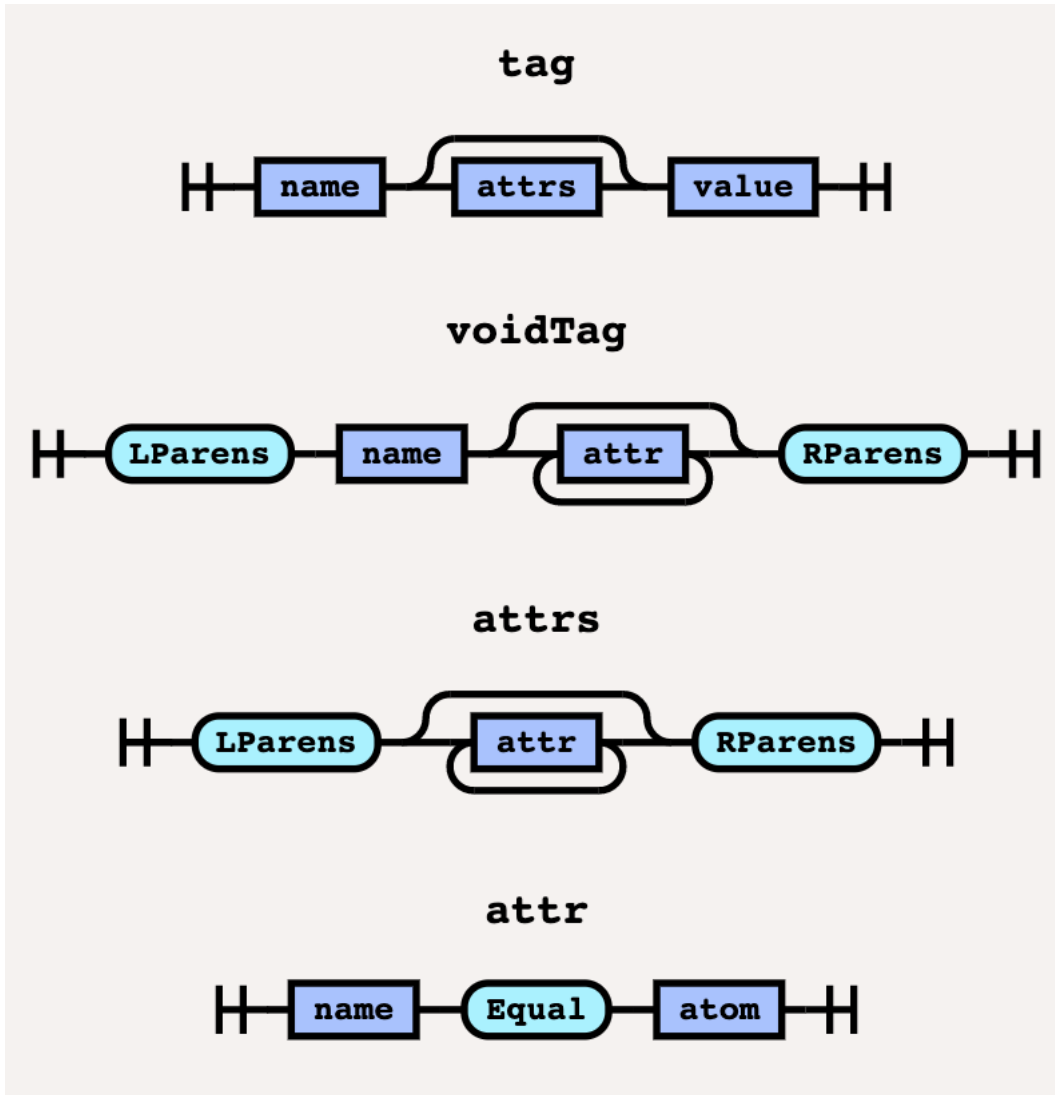 tag
name attrs value
voidTag
LParens name attr RParens
attrs
LParens attr RParens
attr
name Equal atom